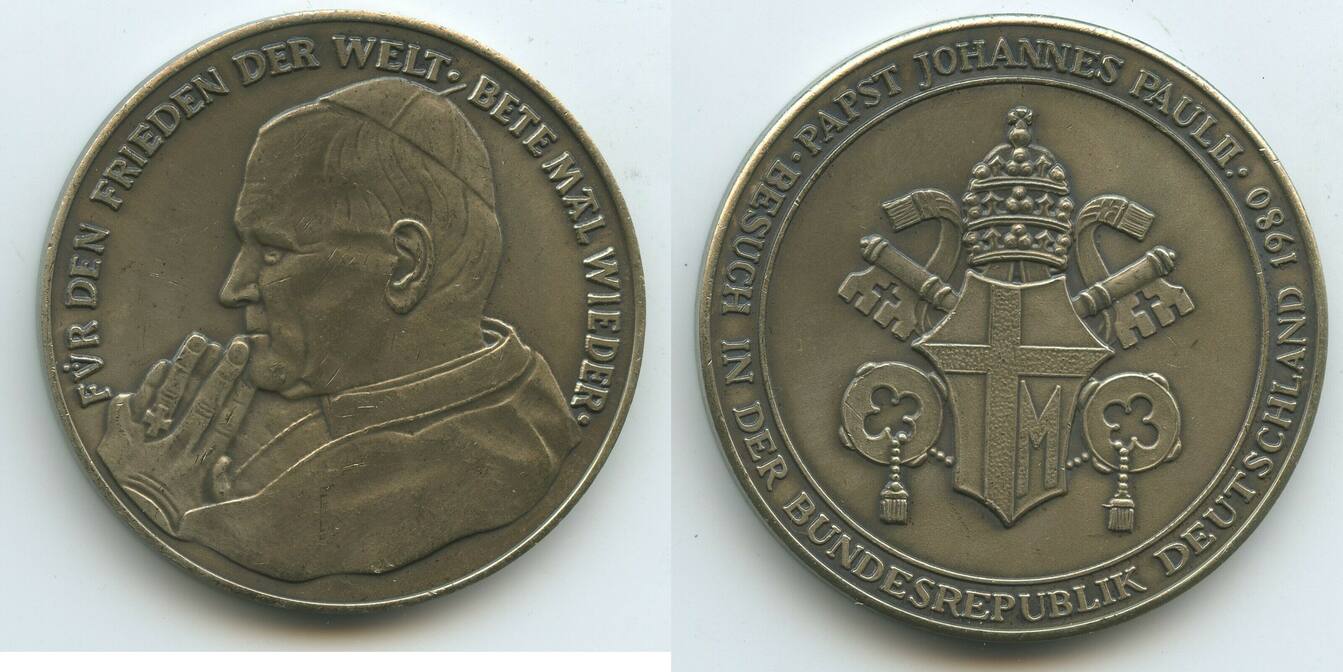 FÜR DEN FRIEDEN DER WELT · BETE MAL WIEDER ·
PAPST JOHANNES PAUL II. · 1980 BESUCH IN DER BUNDESREPUBLIK DEUTSCHLAND ·
M